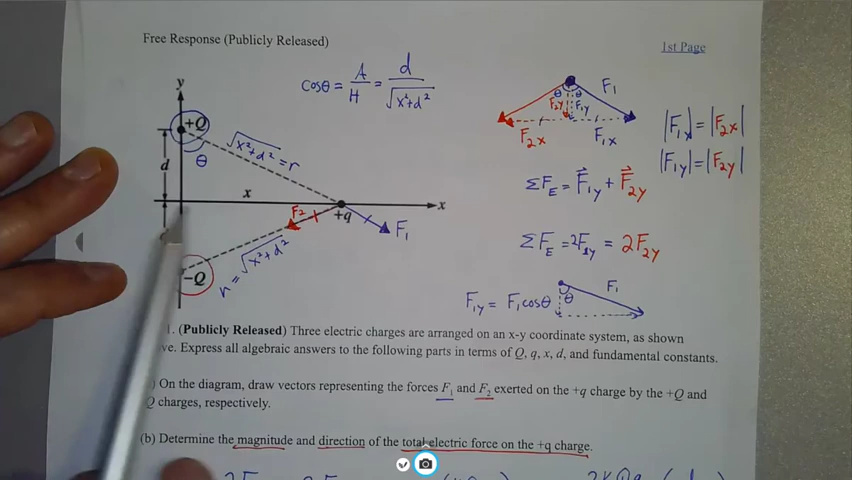 Free Response (Publicly Released)
1st Page
y
+Q
θ
d
√x²+d² = r
x
F₂
+q
F₁
x
−Q
r = √x²+d²
cosθ = A/H = d/√x²+d²
θ θ
F₁
F₂y F₁y
F₂x F₁x
|F₁x| = |F₂x|
|F₁y| = |F₂y|
ΣF_E = F⃗₁y + F⃗₂y
ΣF_E = 2F₁y = 2F₂y
F₁y = F₁cosθ
θ F₁
1. (Publicly Released) Three electric charges are arranged on an x-y coordinate system, as shown
ve. Express all algebraic answers to the following parts in terms of Q, q, x, d, and fundamental constants.
) On the diagram, draw vectors representing the forces F₁ and F₂ exerted on the +q charge by the +Q and
Q charges, respectively.
(b) Determine the magnitude and direction of the total electric force on the +q charge.